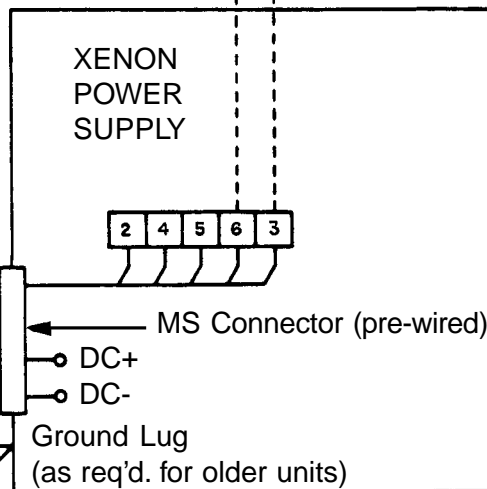 XENON
POWER
SUPPLY
2 4 5 6 3
MS Connector (pre-wired)
DC+
DC-
Ground Lug
(as req'd. for older units)